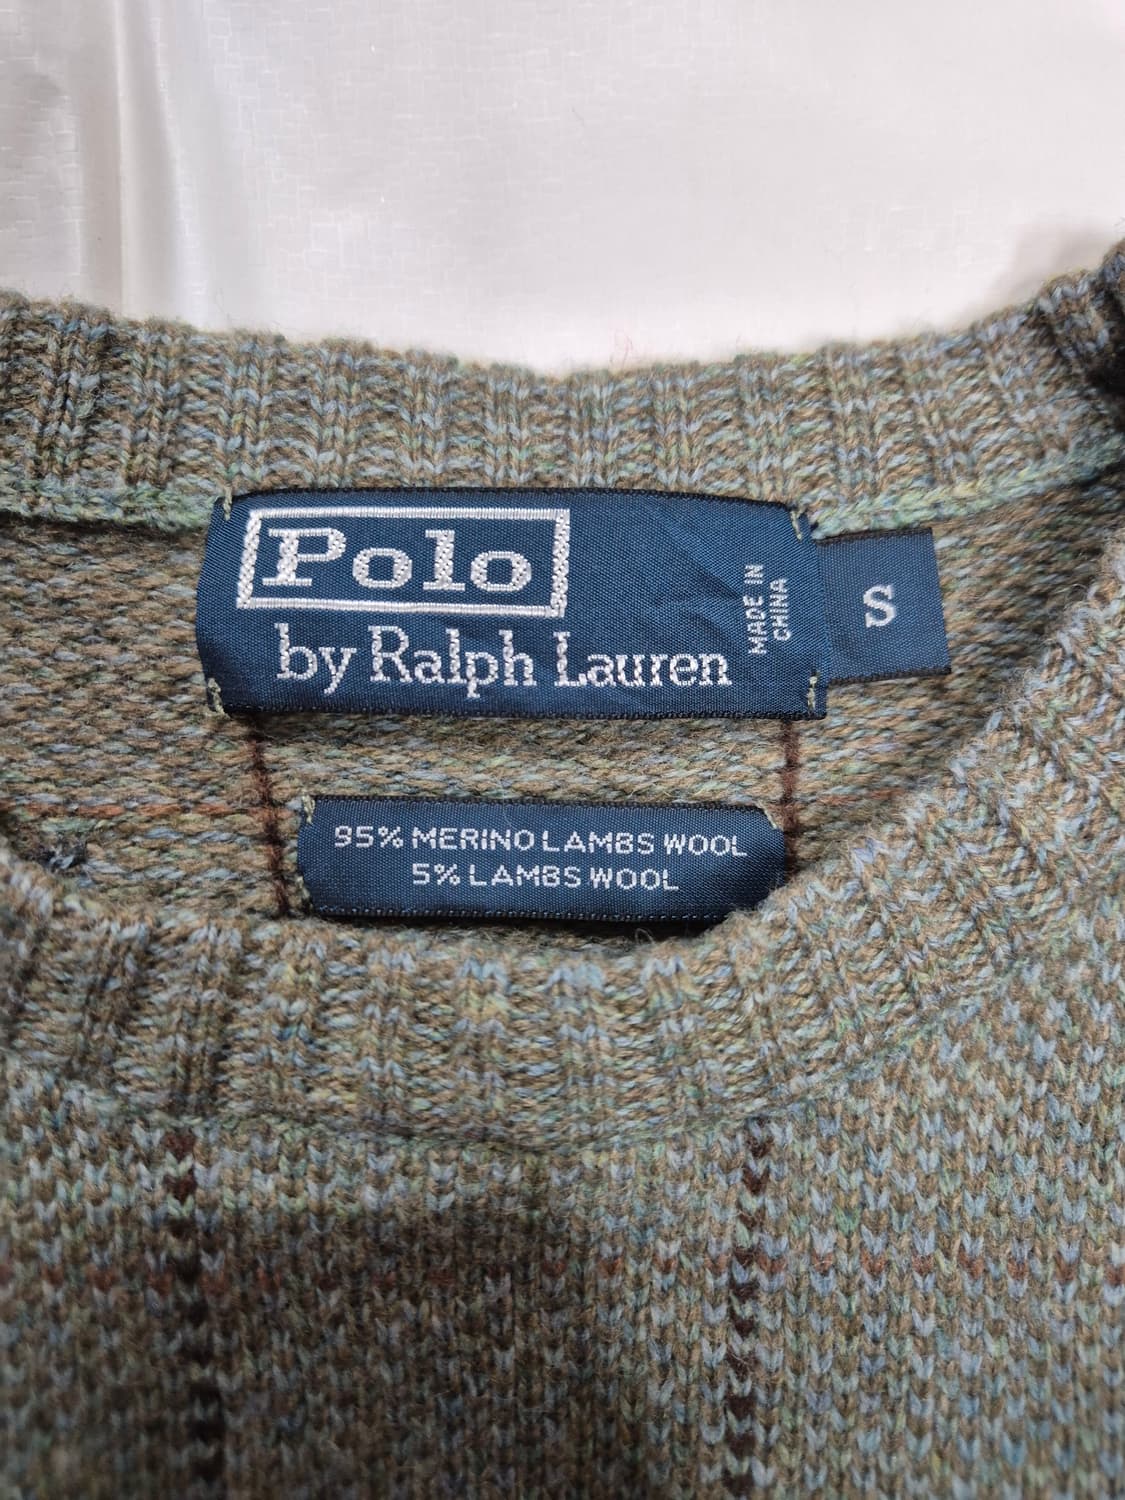 Polo
by Ralph Lauren
MADE IN
CHINA
S
95% MERINO LAMBS WOOL
5% LAMBS WOOL